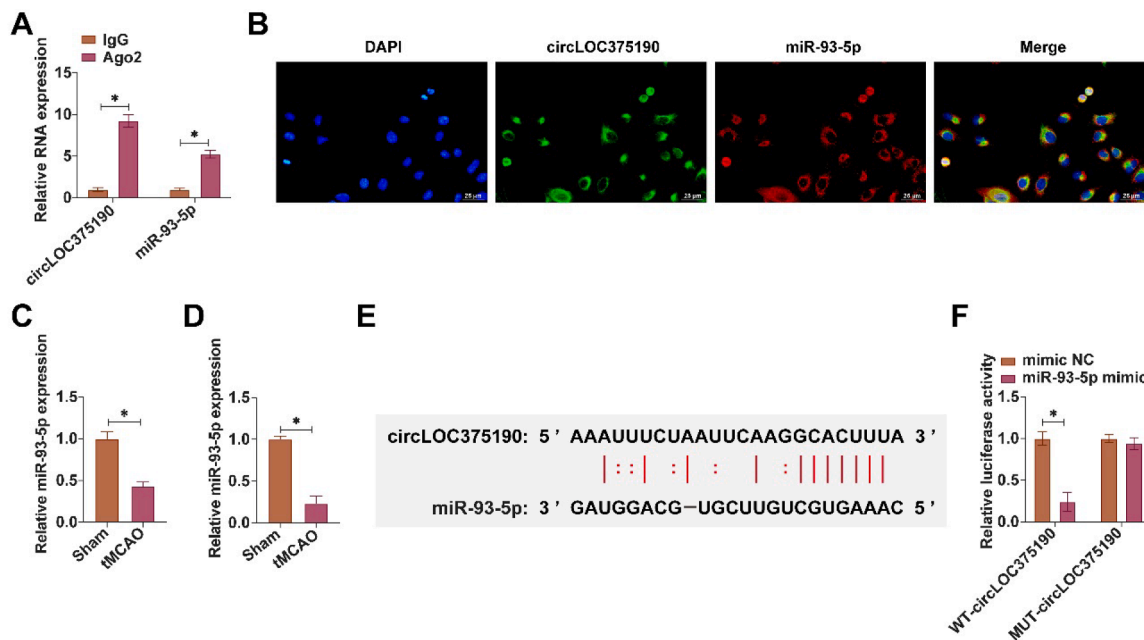 A
IgG
Ago2
Relative RNA expression
15
10
5
0
*
*
circLOC375190
miR-93-5p
B
DAPI
circLOC375190
miR-93-5p
Merge
25 μm
25 μm
25 μm
25 μm
C
Relative miR-93-5p expression
1.5
1.0
0.5
0.0
*
Sham
tMCAO
D
Relative miR-93-5p expression
1.5
1.0
0.5
0.0
*
Sham
tMCAO
E
circLOC375190: 5 ’ AAAUUUCUAAUUCAAGGCACUUUA 3 ’
miR-93-5p: 3 ’ GAUGGACG—UGCUUGUCGUGAAAC 5 ’
F
mimic NC
miR-93-5p mimic
Relative luciferase activity
1.5
1.0
0.5
0.0
*
WT-circLOC375190
MUT-circLOC375190